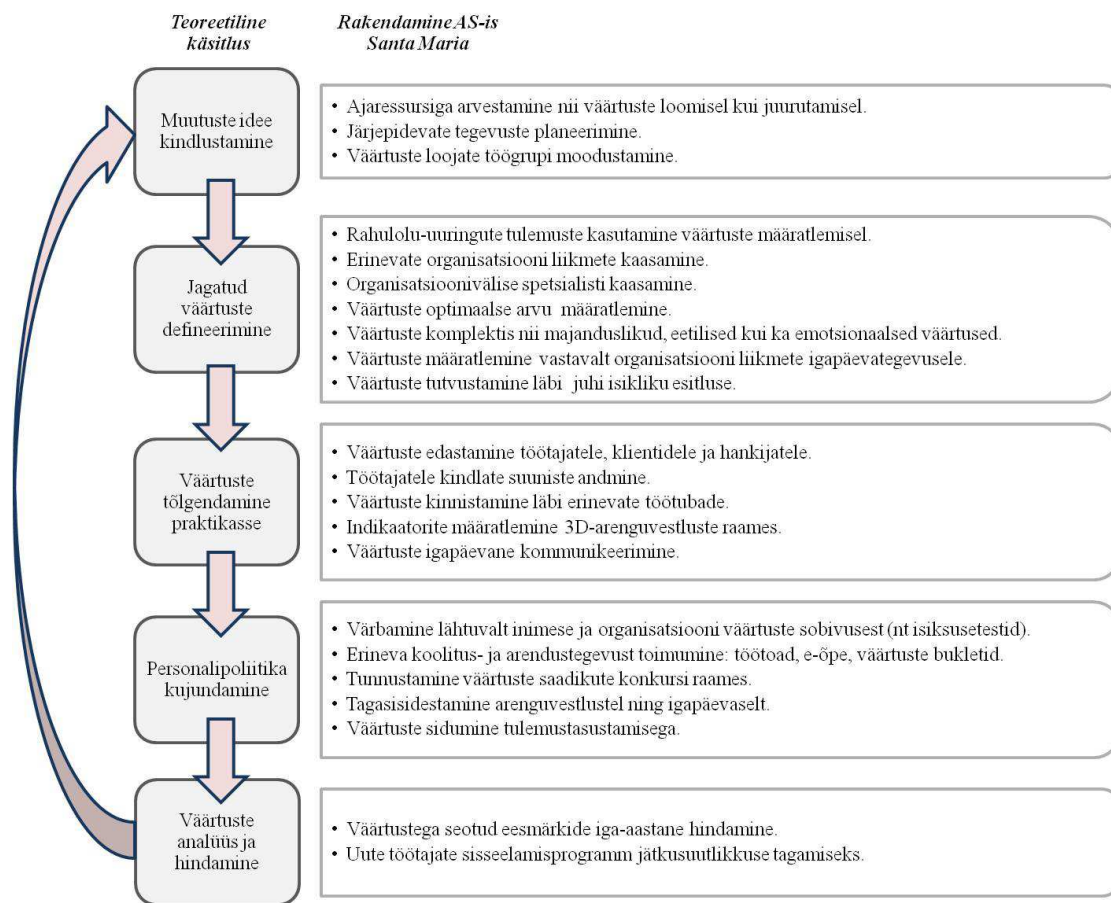 Teoreetiline
käsitlus
Rakendamine AS-is
Santa Maria
Muutuste idee
kindlustamine
• Ajaressursiga arvestamine nii väärtuste loomisel kui juurutamisel.
• Järjepidevate tegevuste planeerimine.
• Väärtuste loojate töögrupi moodustamine.
Jagatud
väärtuste
defineerimine
• Rahulolu-uuringute tulemuste kasutamine väärtuste määratlemisel.
• Erinevate organisatsiooni liikmete kaasamine.
• Organisatsioonivälise spetsialisti kaasamine.
• Väärtuste optimaalse arvu määratlemine.
• Väärtuste komplektis nii majanduslikud, eetilised kui ka emotsionaalsed väärtused.
• Väärtuste määratlemine vastavalt organisatsiooni liikmete igapäevategevusele.
• Väärtuste tutvustamine läbi juhi isikliku esitluse.
Väärtuste
tõlgendamine
praktikasse
• Väärtuste edastamine töötajatele, klientidele ja hankijatele.
• Töötajatele kindlate suuniste andmine.
• Väärtuste kinnistamine läbi erinevate töötubade.
• Indikaatorite määratlemine 3D-arenguvestluste raames.
• Väärtuste igapäevane kommunikeerimine.
Personalipoliitika
kujundamine
• Värbamine lähtuvalt inimese ja organisatsiooni väärtuste sobivusest (nt isiksusetestid).
• Erineva koolitus- ja arendustegevust toimumine: töötoad, e-õpe, väärtuste bukletid.
• Tunnustamine väärtuste saadikute konkursi raames.
• Tagasisidestamine arenguvestlustel ning igapäevaselt.
• Väärtuste sidumine tulemustasustamisega.
Väärtuste
analüüs ja
hindamine
• Väärtustega seotud eesmärkide iga-aastane hindamine.
• Uute töötajate sisseelamisprogramm jätkusuutlikkuse tagamiseks.